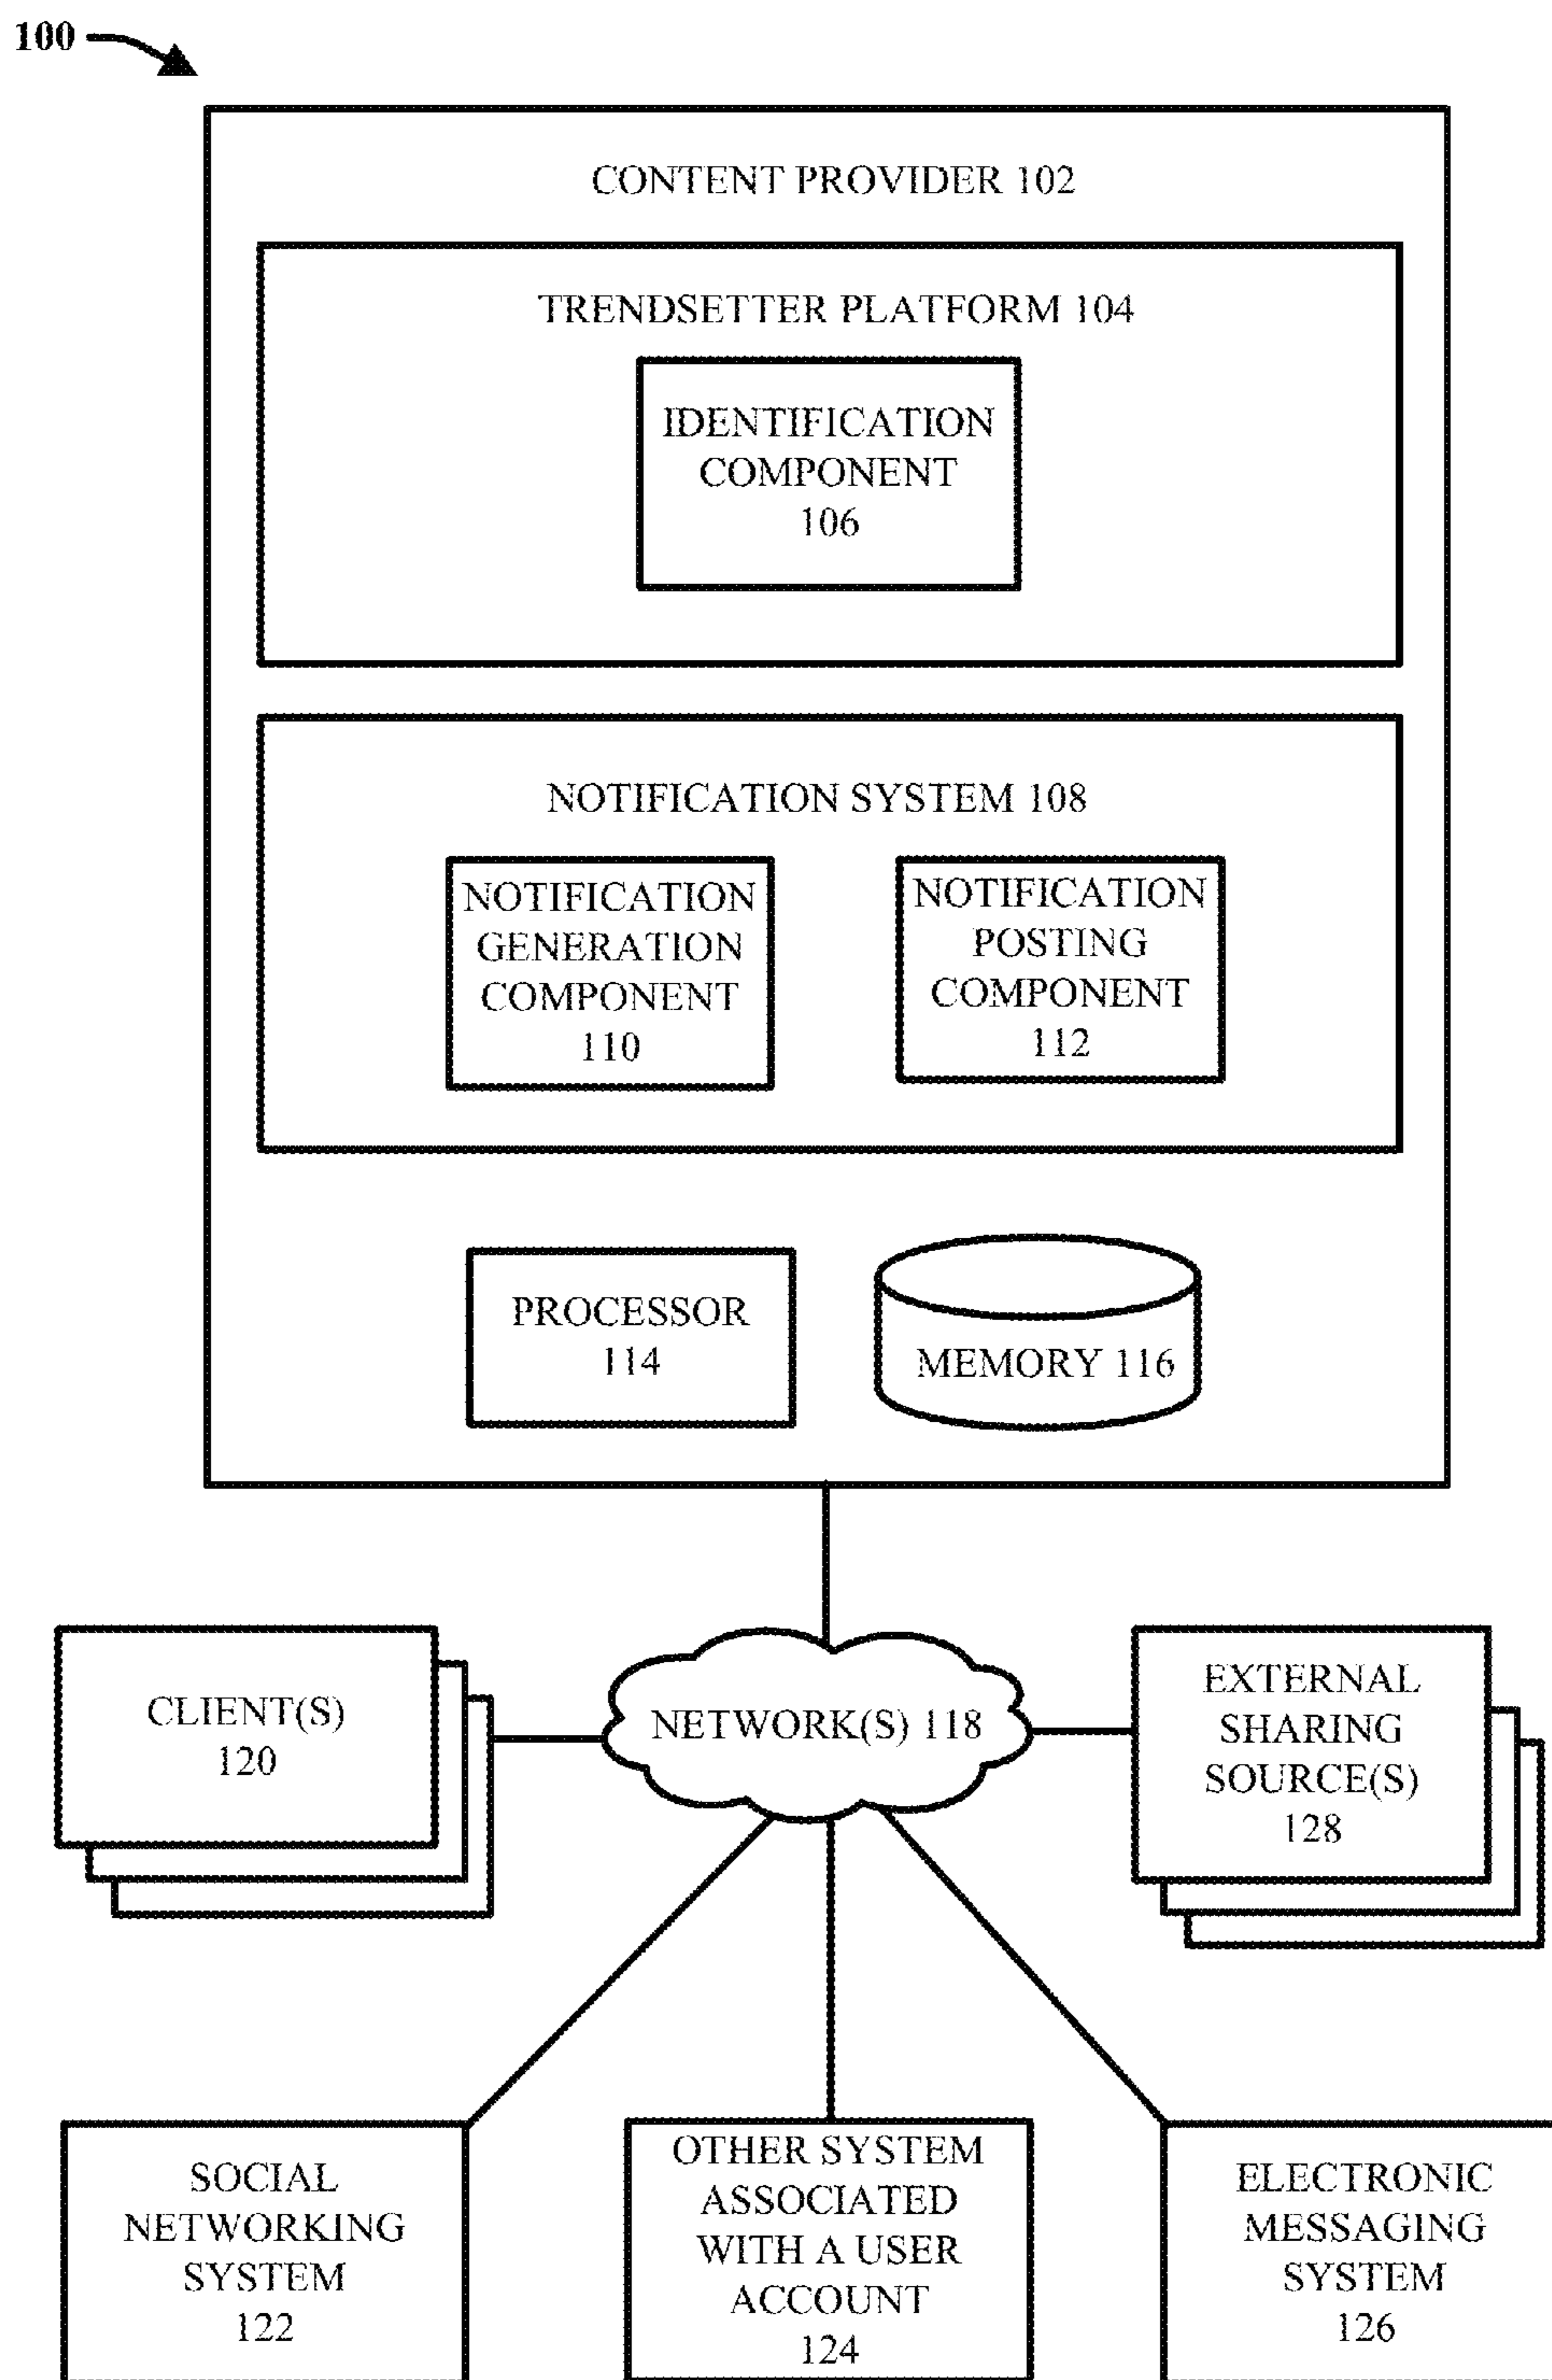 100
CONTENT PROVIDER 102
TRENDSETTER PLATFORM 104
IDENTIFICATION
COMPONENT
106
NOTIFICATION SYSTEM 108
NOTIFICATION
GENERATION
COMPONENT
110
NOTIFICATION
POSTING
COMPONENT
112
PROCESSOR
114
MEMORY 116
CLIENT(S)
120
NETWORK(S) 118
EXTERNAL
SHARING
SOURCE(S)
128
SOCIAL
NETWORKING
SYSTEM
122
OTHER SYSTEM
ASSOCIATED
WITH A USER
ACCOUNT
124
ELECTRONIC
MESSAGING
SYSTEM
126